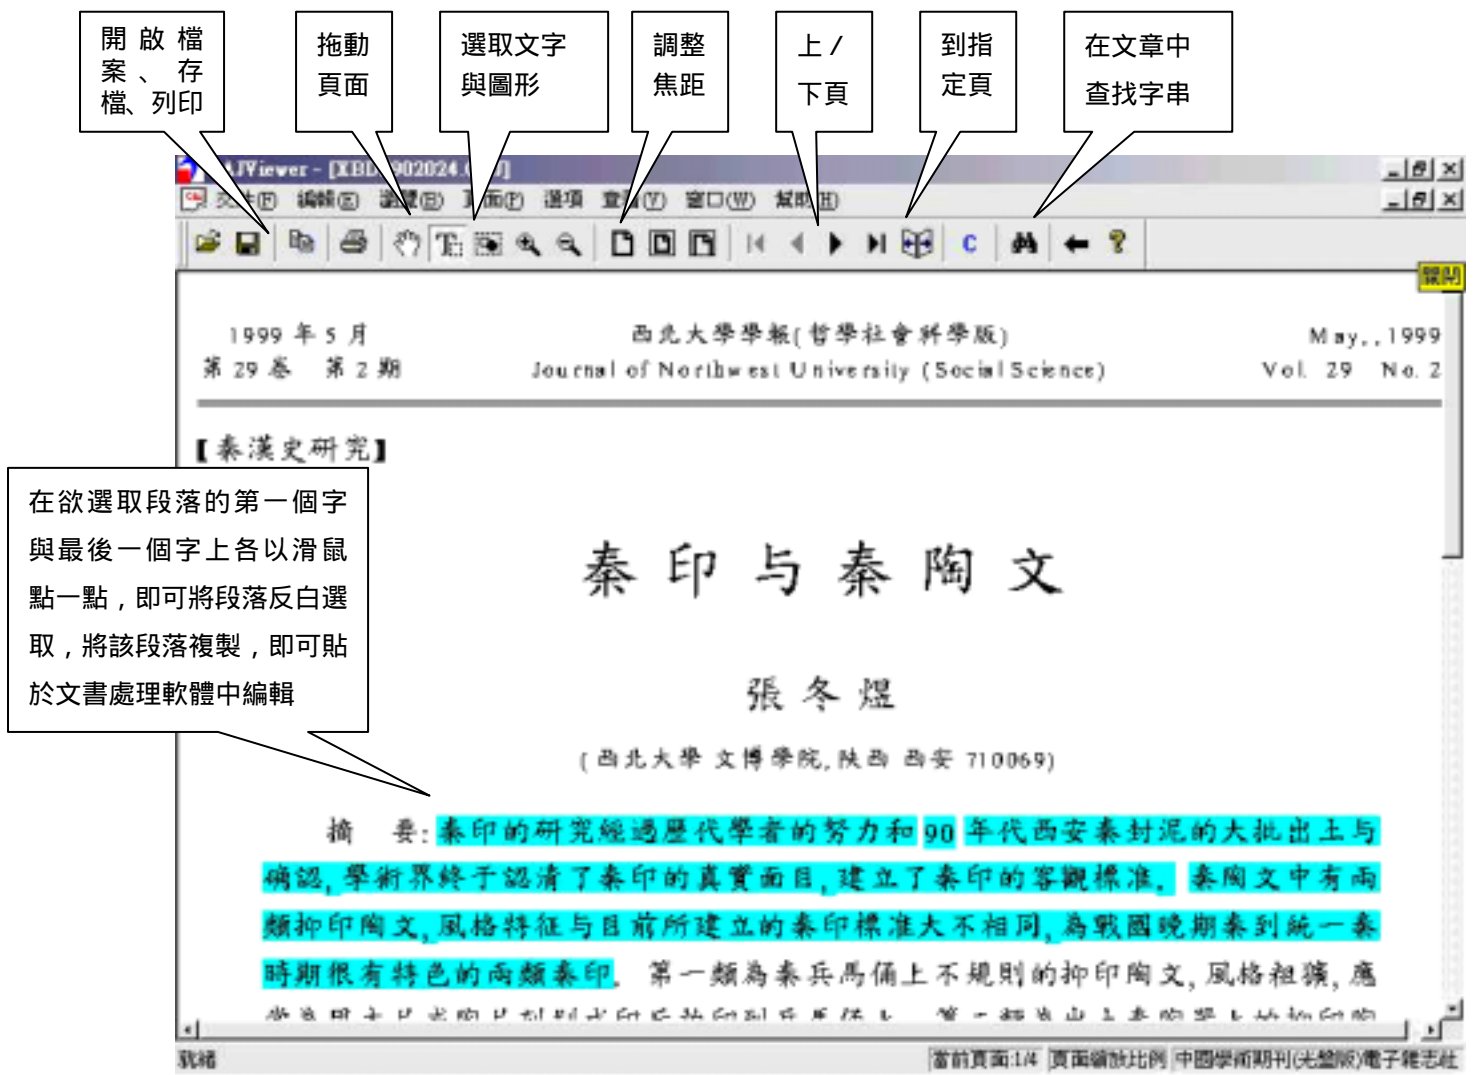 開啟檔
案、存
檔、列印
拖動
頁面
選取文字
與圖形
調整
焦距
上/
下頁
到指
定頁
在文章中
查找字串
編輯(E)
選項
窗口(W)
1999 年 5 月
西北大學學報(哲學社會科學版)
May,,1999
第 29 卷 第 2 期
Journal of Northwest University (Social Science)
Vol. 29 No. 2
【秦漢史研究】
在欲選取段落的第一個字
與最後一個字上各以滑鼠
點一點,即可將段落反白選
取,將該段落複製,即可貼
於文書處理軟體中編輯
秦印与秦陶文
張冬煜
(西北大學 文博學院,陜西 西安 710069)
摘 要:秦印的研究經過歷代學者的努力和 90 年代西安秦封泥的大批出土与
确認,學術界終于認清了秦印的真實面目,建立了秦印的客觀標准。 秦陶文中有兩
類抑印陶文,風格特征与目前所建立的秦印標准大不相同,為戰國晚期秦到統一秦
時期很有特色的兩類秦印。 第一類為秦兵馬俑上不規則的抑印陶文,風格粗獷,應
就緒
當前頁面:1/4
頁面縮放比例
中國學術期刊(光盤版)電子雜志社